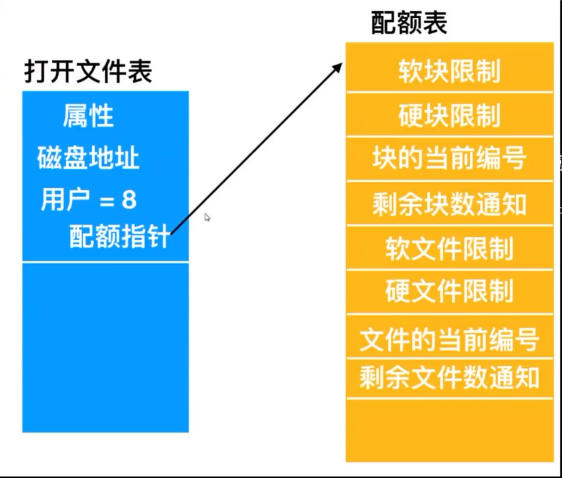 打开文件表
属性
磁盘地址
用户 = 8
配额指针
配额表
软块限制
硬块限制
块的当前编号
剩余块数通知
软文件限制
硬文件限制
文件的当前编号
剩余文件数通知